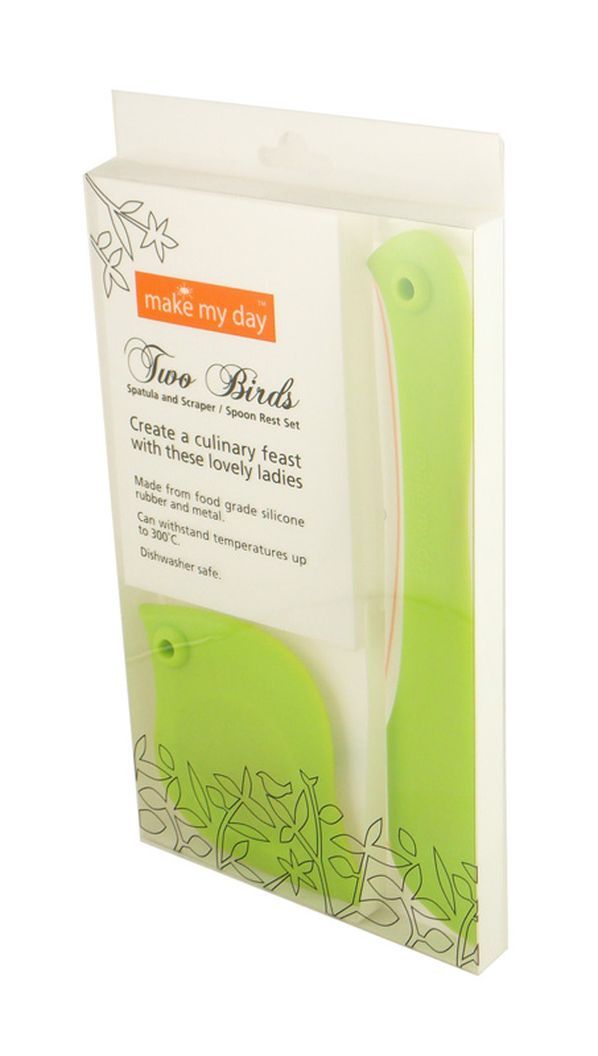 make my day™
Two Birds
Spatula and Scraper / Spoon Rest Set
Create a culinary feast
with these lovely ladies
Made from food grade silicone
rubber and metal.
Can withstand temperatures up
to 300°C.
Dishwasher safe.